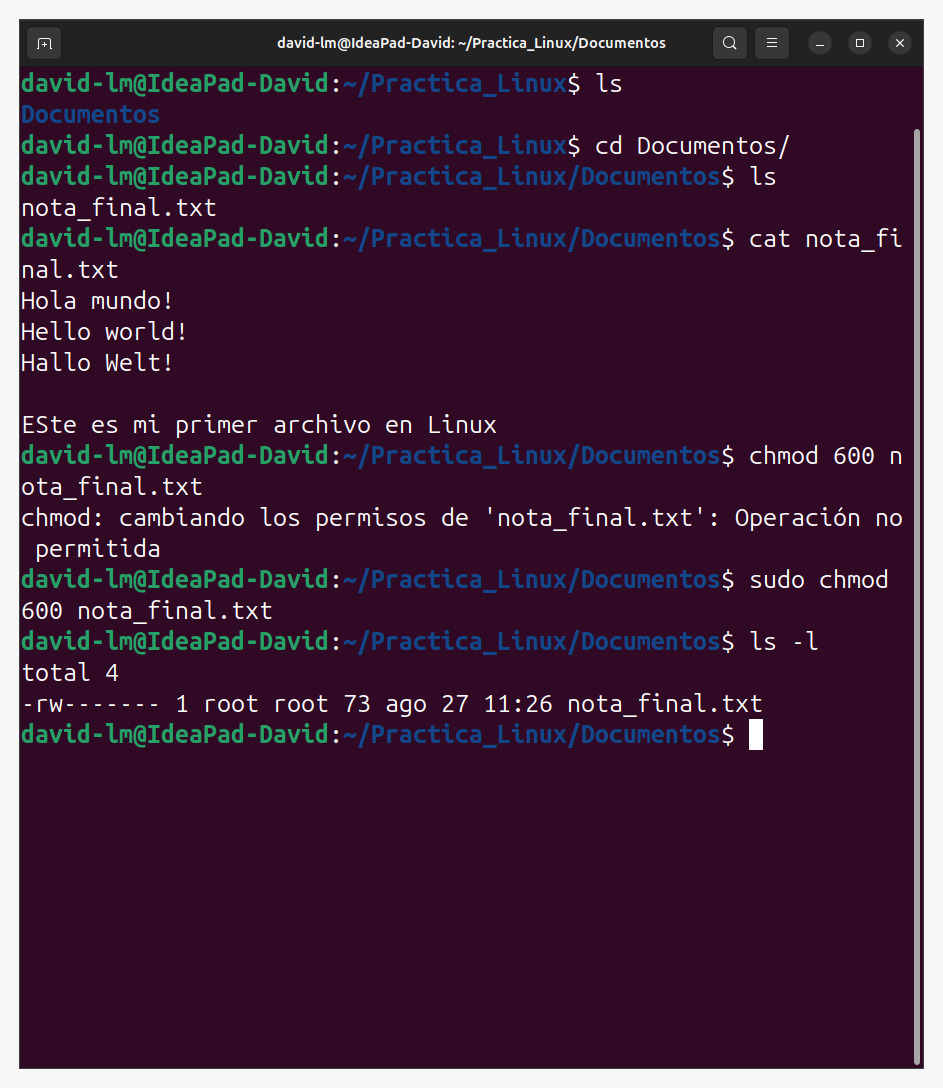 david-lm@IdeaPad-David: ~/Practica_Linux/Documentos
david-lm@IdeaPad-David:~/Practica_Linux$ ls
Documentos
david-lm@IdeaPad-David:~/Practica_Linux$ cd Documentos/
david-lm@IdeaPad-David:~/Practica_Linux/Documentos$ ls
nota_final.txt
david-lm@IdeaPad-David:~/Practica_Linux/Documentos$ cat nota_fi
nal.txt
Hola mundo!
Hello world!
Hallo Welt!

ESte es mi primer archivo en Linux
david-lm@IdeaPad-David:~/Practica_Linux/Documentos$ chmod 600 n
ota_final.txt
chmod: cambiando los permisos de 'nota_final.txt': Operación no
 permitida
david-lm@IdeaPad-David:~/Practica_Linux/Documentos$ sudo chmod
600 nota_final.txt
david-lm@IdeaPad-David:~/Practica_Linux/Documentos$ ls -l
total 4
-rw------- 1 root root 73 ago 27 11:26 nota_final.txt
david-lm@IdeaPad-David:~/Practica_Linux/Documentos$